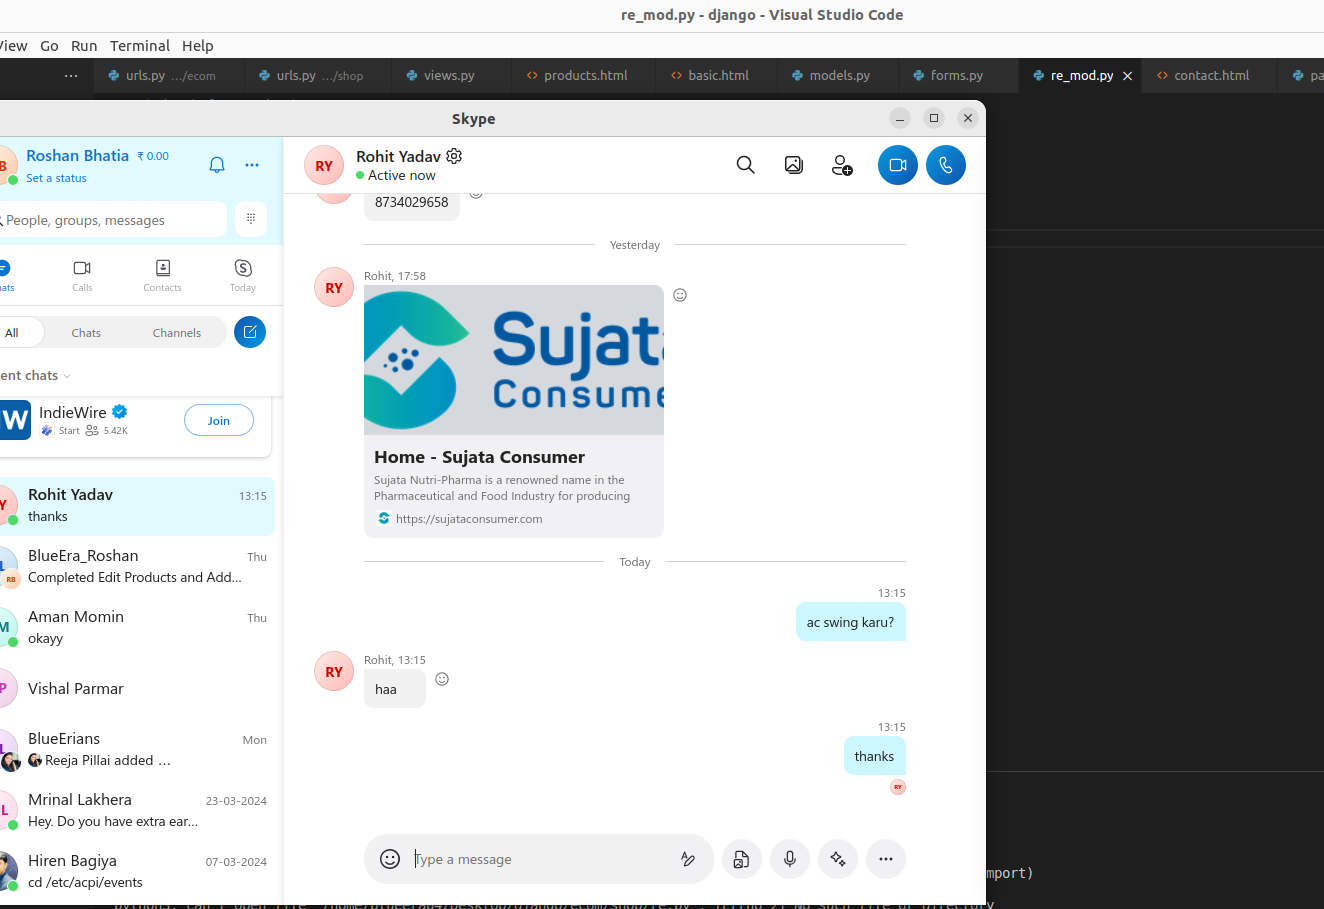 re_mod.py - django - Visual Studio Code
View Go Run Terminal Help
··· urls.py .../ecom urls.py .../shop views.py <> products.html <> basic.html models.py forms.py re_mod.py × <> contact.html pa
Skype
B Roshan Bhatia ₹ 0.00
Set a status
People, groups, messages
Chats Calls Contacts Today
All Chats Channels
ent chats
W IndieWire Join
Start 5.42K
Y Rohit Yadav 13:15
thanks
BlueEra_Roshan Thu
RB Completed Edit Products and Add...
M Aman Momin Thu
okayy
P Vishal Parmar
L BlueErians Mon
Reeja Pillai added ...
L Mrinal Lakhera 23-03-2024
Hey. Do you have extra ear...
Hiren Bagiya 07-03-2024
cd /etc/acpi/events
RY Rohit Yadav
Active now
8734029658
Yesterday
RY Rohit, 17:58
Sujat
Consume
Home - Sujata Consumer
Sujata Nutri-Pharma is a renowned name in the
Pharmaceutical and Food Industry for producing
https://sujataconsumer.com
Today
13:15
ac swing karu?
RY Rohit, 13:15
haa
13:15
thanks
RY
Type a message
mport)